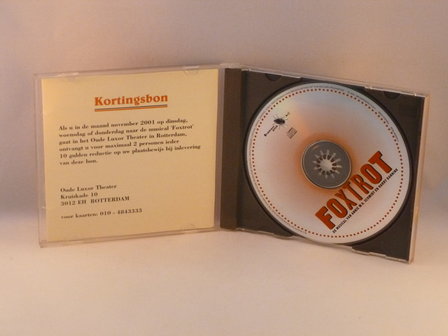 Kortingsbon
Als u in de maand november 2001 op dinsdag,
woensdag of donderdag naar de musical 'Foxtrot'
gaat in het Oude Luxor Theater in Rotterdam,
ontvangt u voor maximaal 2 personen ieder
10 gulden reductie op uw plaatsbewijs bij inlevering
van deze bon.
Oude Luxor Theater
Kruiskade 10
3012 EH ROTTERDAM
voor kaarten: 010 - 4843333
FOXTROT